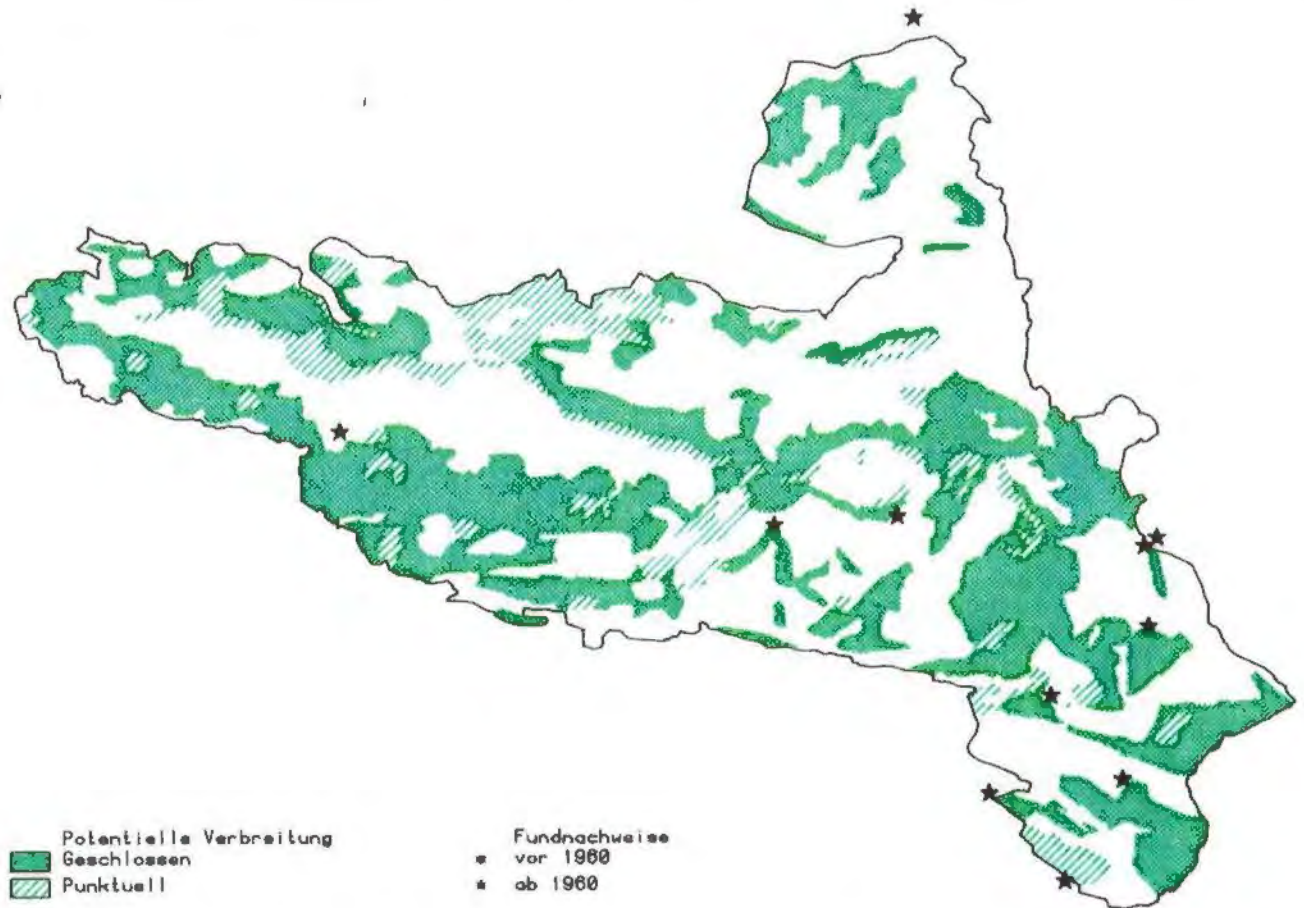 Potentielle Verbreitung
Geschlossen
Punktuell
Fundnachweise
vor 1960
ab 1960